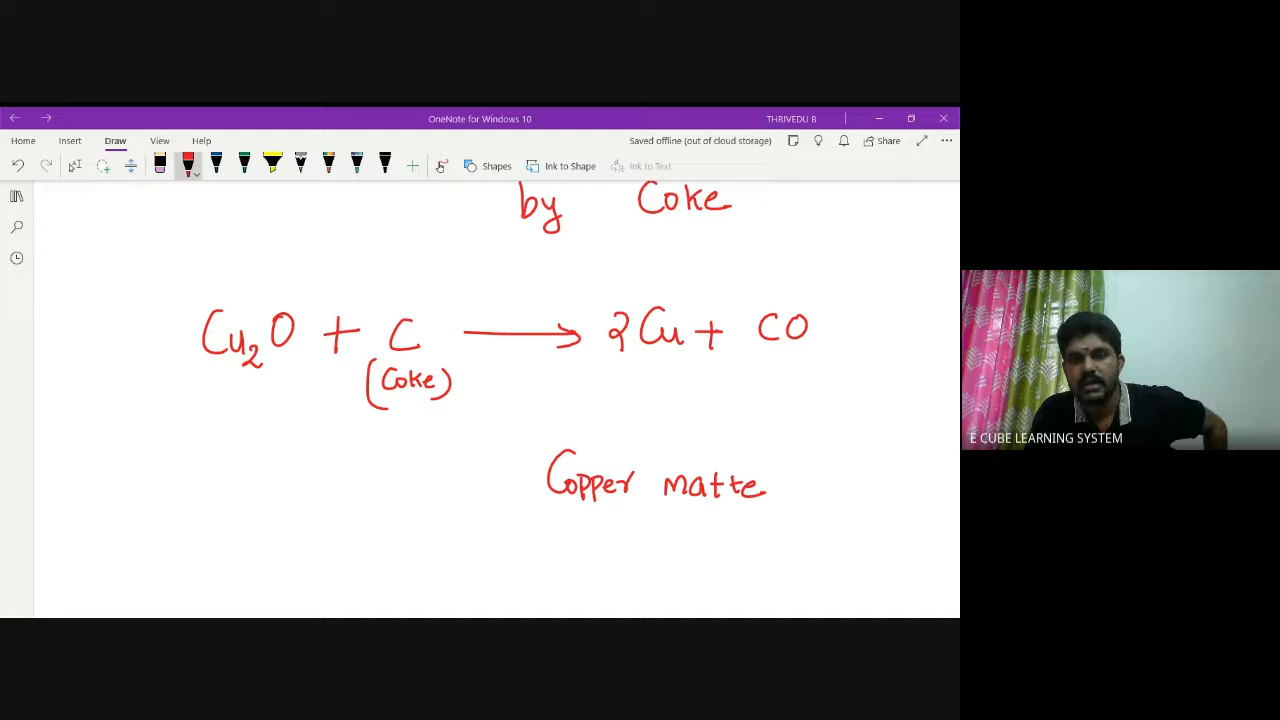 OneNote for Windows 10
THRIVEDU B
Home Insert Draw View Help
Saved offline (out of cloud storage)
Share
Shapes
Ink to Shape
Ink to Text
by Coke
Cu2O + C ⟶ 2Cu + CO
(Coke)
Copper matte
E CUBE LEARNING SYSTEM